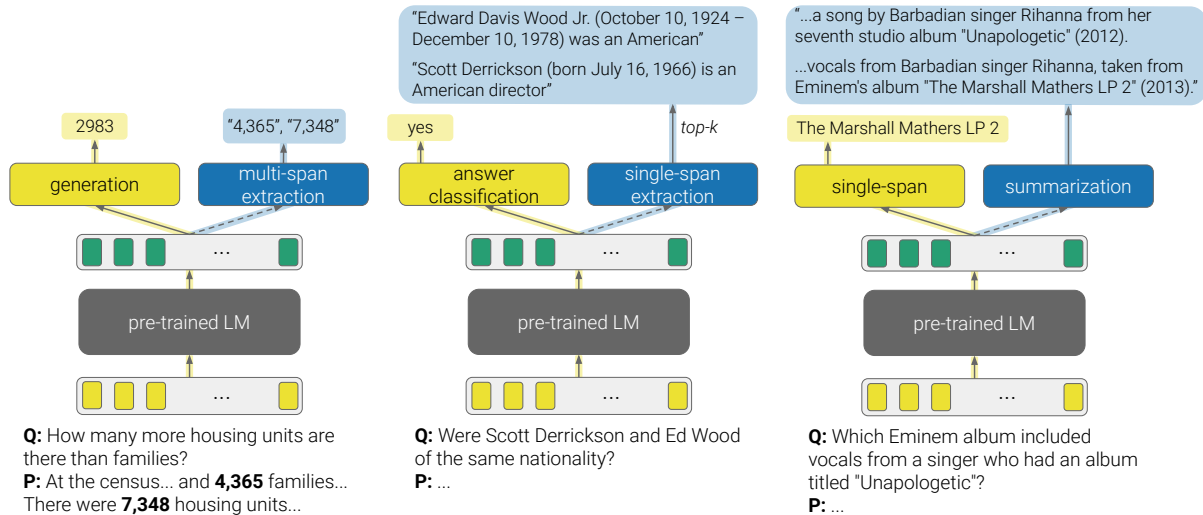 2983
"4,365", "7,348"
generation
multi-span
extraction
...
pre-trained LM
...
Q: How many more housing units are
there than families?
P: At the census... and 4,365 families...
There were 7,348 housing units...
"Edward Davis Wood Jr. (October 10, 1924 –
December 10, 1978) was an American"
"Scott Derrickson (born July 16, 1966) is an
American director"
yes
top-k
answer
classification
single-span
extraction
...
pre-trained LM
...
Q: Were Scott Derrickson and Ed Wood
of the same nationality?
P: ...
"...a song by Barbadian singer Rihanna from her
seventh studio album "Unapologetic" (2012).
...vocals from Barbadian singer Rihanna, taken from
Eminem's album "The Marshall Mathers LP 2" (2013)."
The Marshall Mathers LP 2
single-span
summarization
...
pre-trained LM
...
Q: Which Eminem album included
vocals from a singer who had an album
titled "Unapologetic"?
P: ...